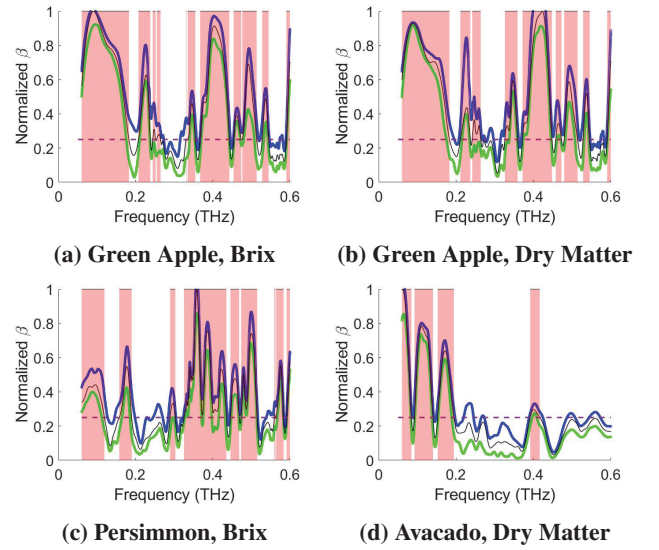 1
0.8
0.6
0.4
0.2
0
Normalized β
0 0.2 0.4 0.6
Frequency (THz)
(a) Green Apple, Brix
1
0.8
0.6
0.4
0.2
0
Normalized β
0 0.2 0.4 0.6
Frequency (THz)
(b) Green Apple, Dry Matter
1
0.8
0.6
0.4
0.2
0
Normalized β
0 0.2 0.4 0.6
Frequency (THz)
(c) Persimmon, Brix
1
0.8
0.6
0.4
0.2
0
Normalized β
0 0.2 0.4 0.6
Frequency (THz)
(d) Avacado, Dry Matter